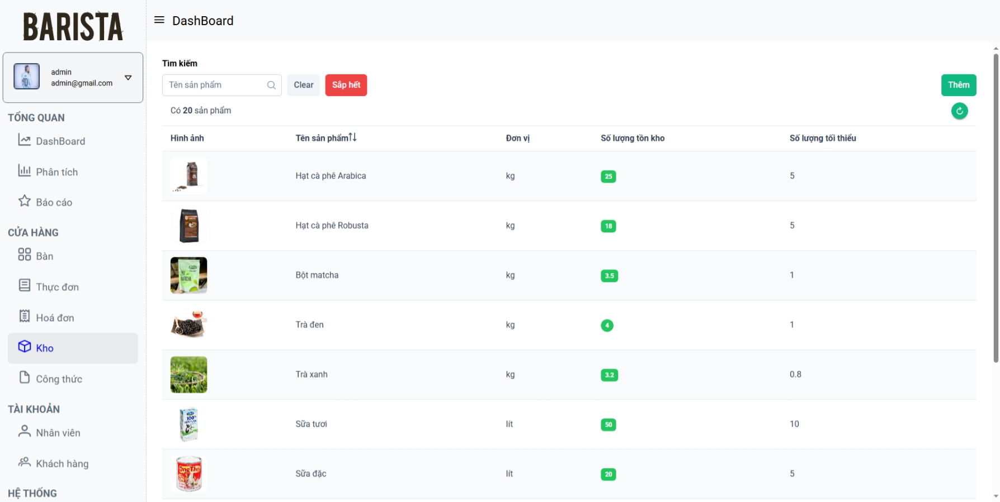 BARISTA
DashBoard
admin
admin@gmail.com
TỔNG QUAN
DashBoard
Phân tích
Báo cáo
CỬA HÀNG
Bàn
Thực đơn
Hoá đơn
Kho
Công thức
TÀI KHOẢN
Nhân viên
Khách hàng
HỆ THỐNG
Tìm kiếm
Tên sản phẩm
Clear
Sắp hết
Thêm
Có 20 sản phẩm
Hình ảnh Tên sản phẩm Đơn vị Số lượng tồn kho Số lượng tối thiểu
Hạt cà phê Arabica kg 25 5
Hạt cà phê Robusta kg 18 5
MATCHA
Bột matcha kg 3.5 1
Trà đen kg 4 1
Trà xanh kg 3.2 0.8
100%
Sữa tươi lít 50 10
Ông Thọ
Sữa đặc lít 20 5